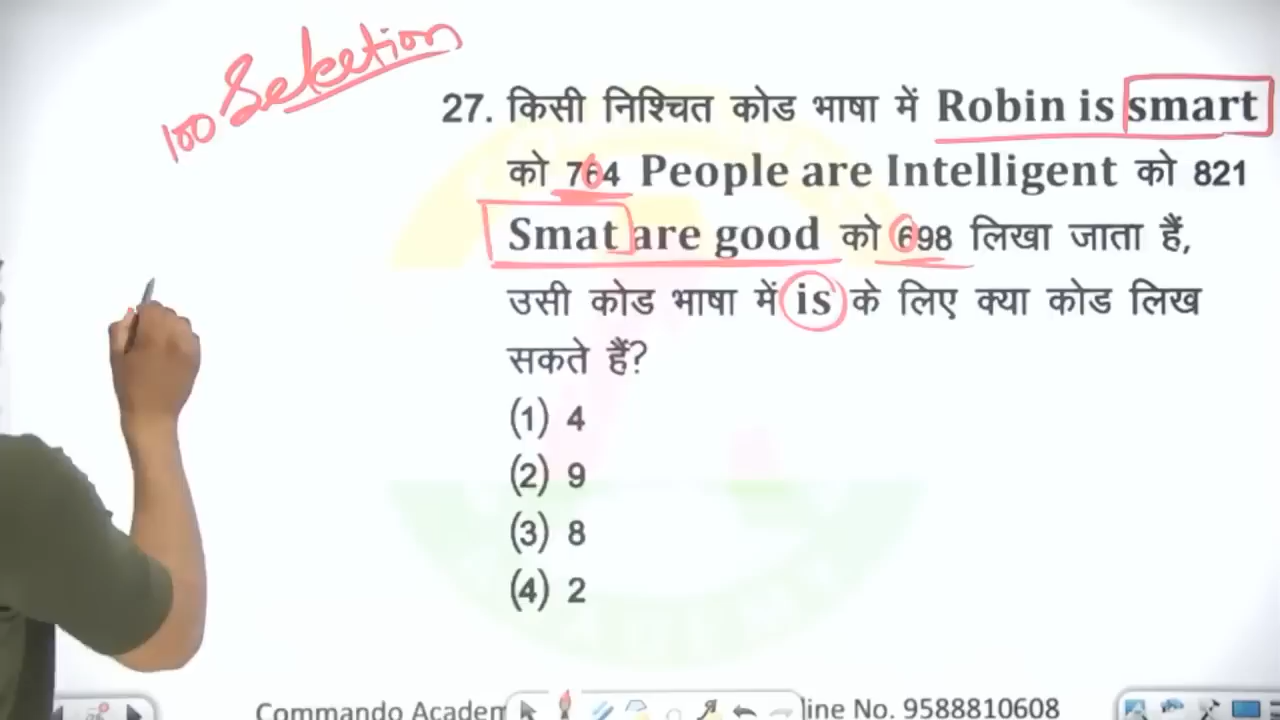 100 Selection
27. किसी निश्चित कोड भाषा में Robin is smart
को 764 People are Intelligent को 821
Smat are good को 698 लिखा जाता हैं,
उसी कोड भाषा में is के लिए क्या कोड लिख
सकते हैं?
(1) 4
(2) 9
(3) 8
(4) 2
Commando Academ
line No. 9588810608